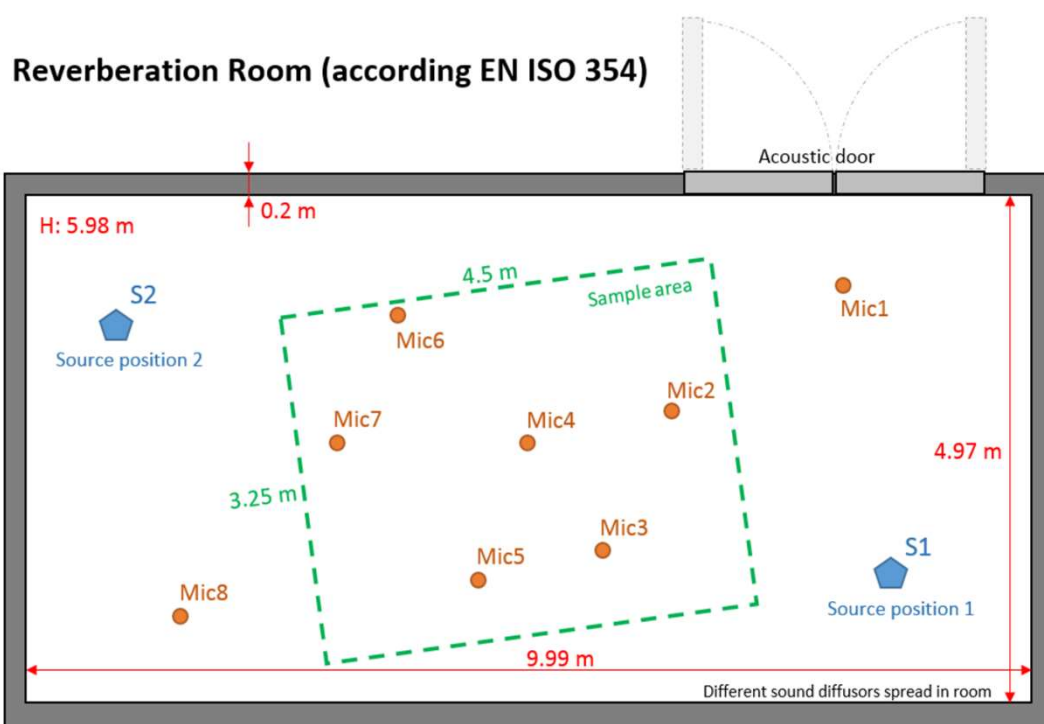 Reverberation Room (according EN ISO 354)
Acoustic door
0.2 m
H: 5.98 m
4.5 m
Sample area
S2
Source position 2
Mic1
Mic6
Mic2
Mic7
Mic4
4.97 m
3.25 m
Mic3
S1
Mic5
Mic8
Source position 1
9.99 m
Different sound diffusors spread in room